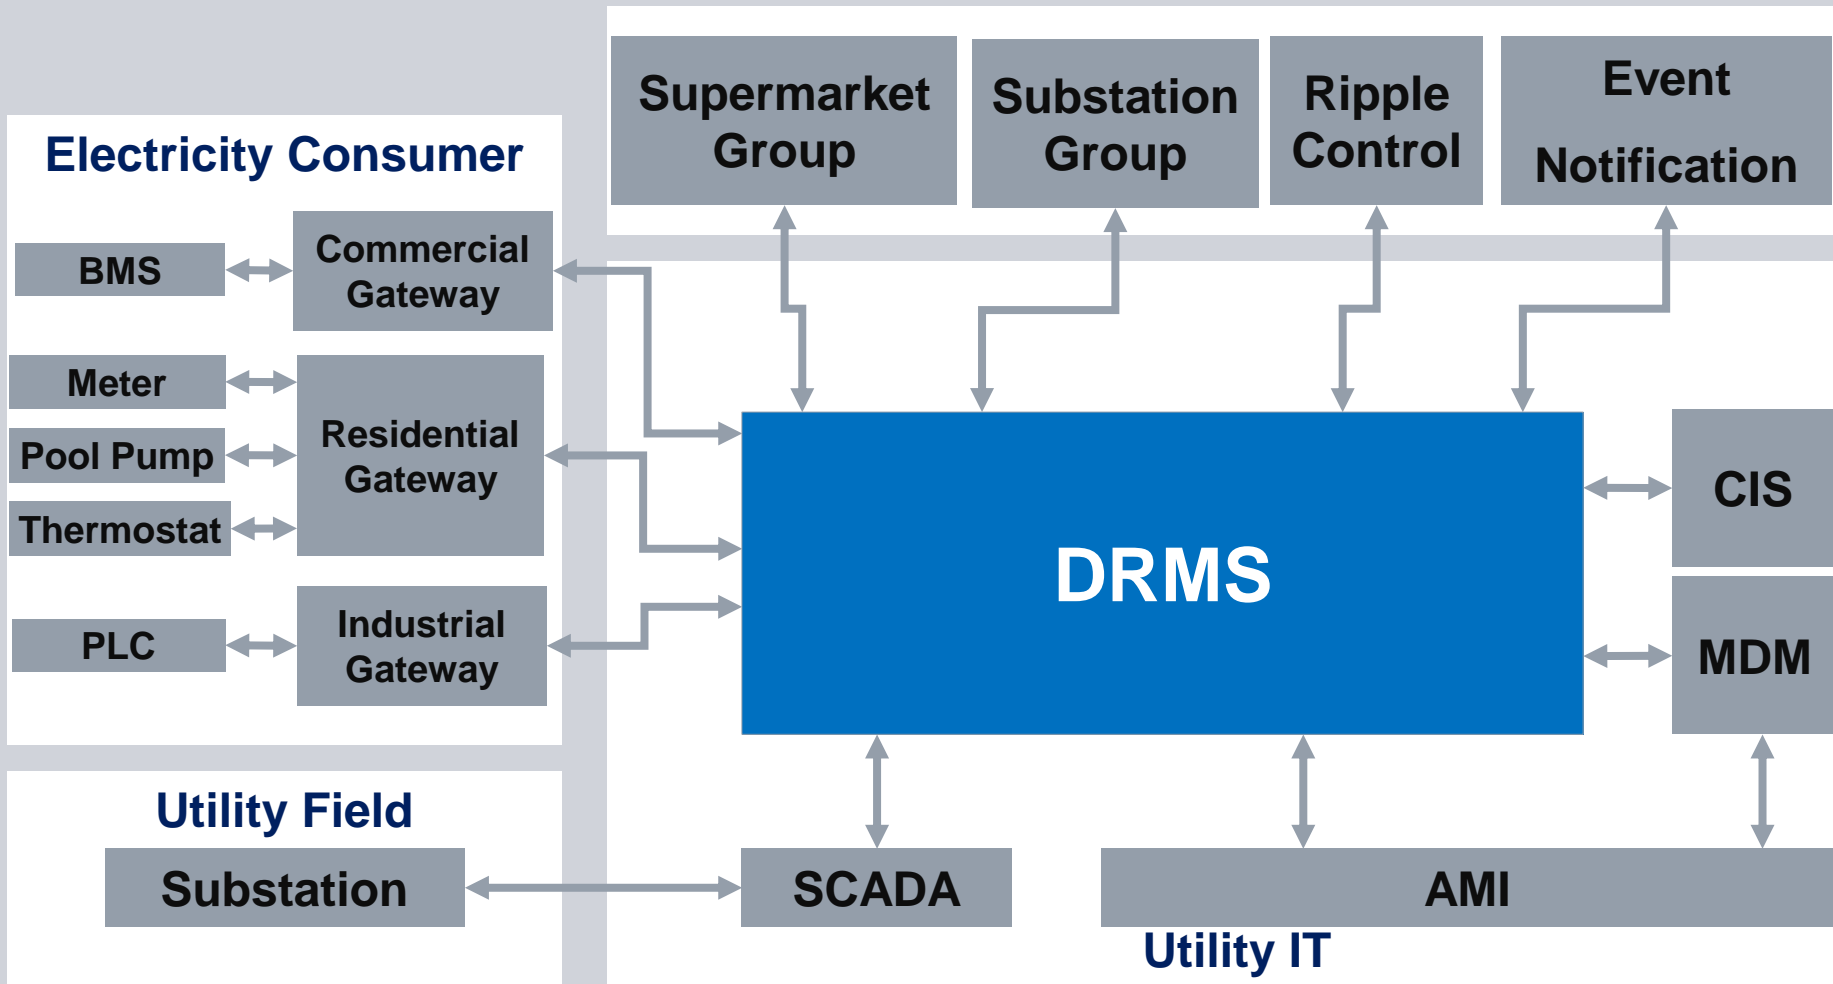 Supermarket
Group
Substation
Group
Ripple
Control
Event
Notification
Electricity Consumer
BMS
Commercial
Gateway
Meter
Pool Pump
Thermostat
Residential
Gateway
PLC
Industrial
Gateway
DRMS
CIS
MDM
Utility Field
Substation
SCADA
AMI
Utility IT